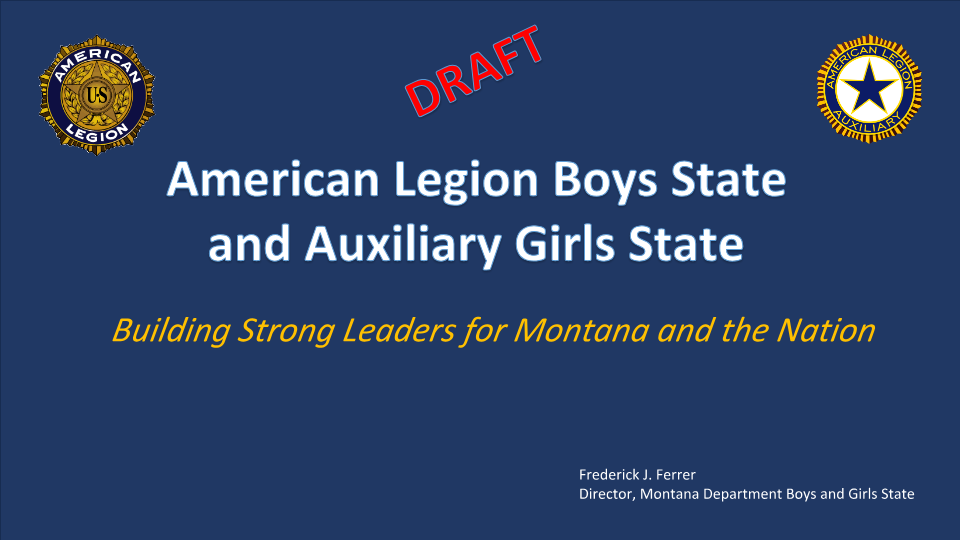 AMERICAN
U·S
LEGION
DRAFT
AMERICAN LEGION
AUXILIARY
American Legion Boys State
and Auxiliary Girls State
Building Strong Leaders for Montana and the Nation
Frederick J. Ferrer
Director, Montana Department Boys and Girls State